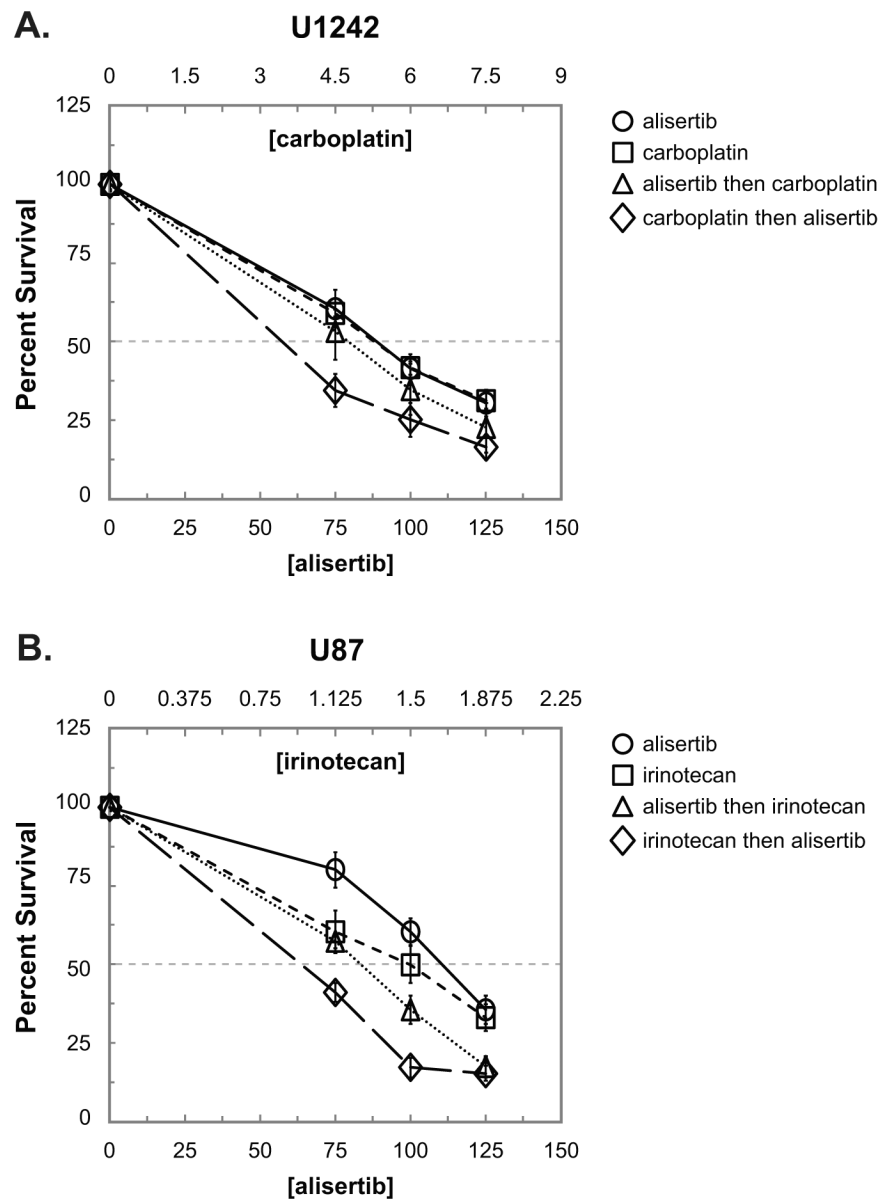 A.
U1242
0 1.5 3 4.5 6 7.5 9
[carboplatin]
125
100
75
50
25
0
Percent Survival
0 25 50 75 100 125 150
[alisertib]
alisertib
carboplatin
alisertib then carboplatin
carboplatin then alisertib
B.
U87
0 0.375 0.75 1.125 1.5 1.875 2.25
[irinotecan]
125
100
75
50
25
0
Percent Survival
0 25 50 75 100 125 150
[alisertib]
alisertib
irinotecan
alisertib then irinotecan
irinotecan then alisertib